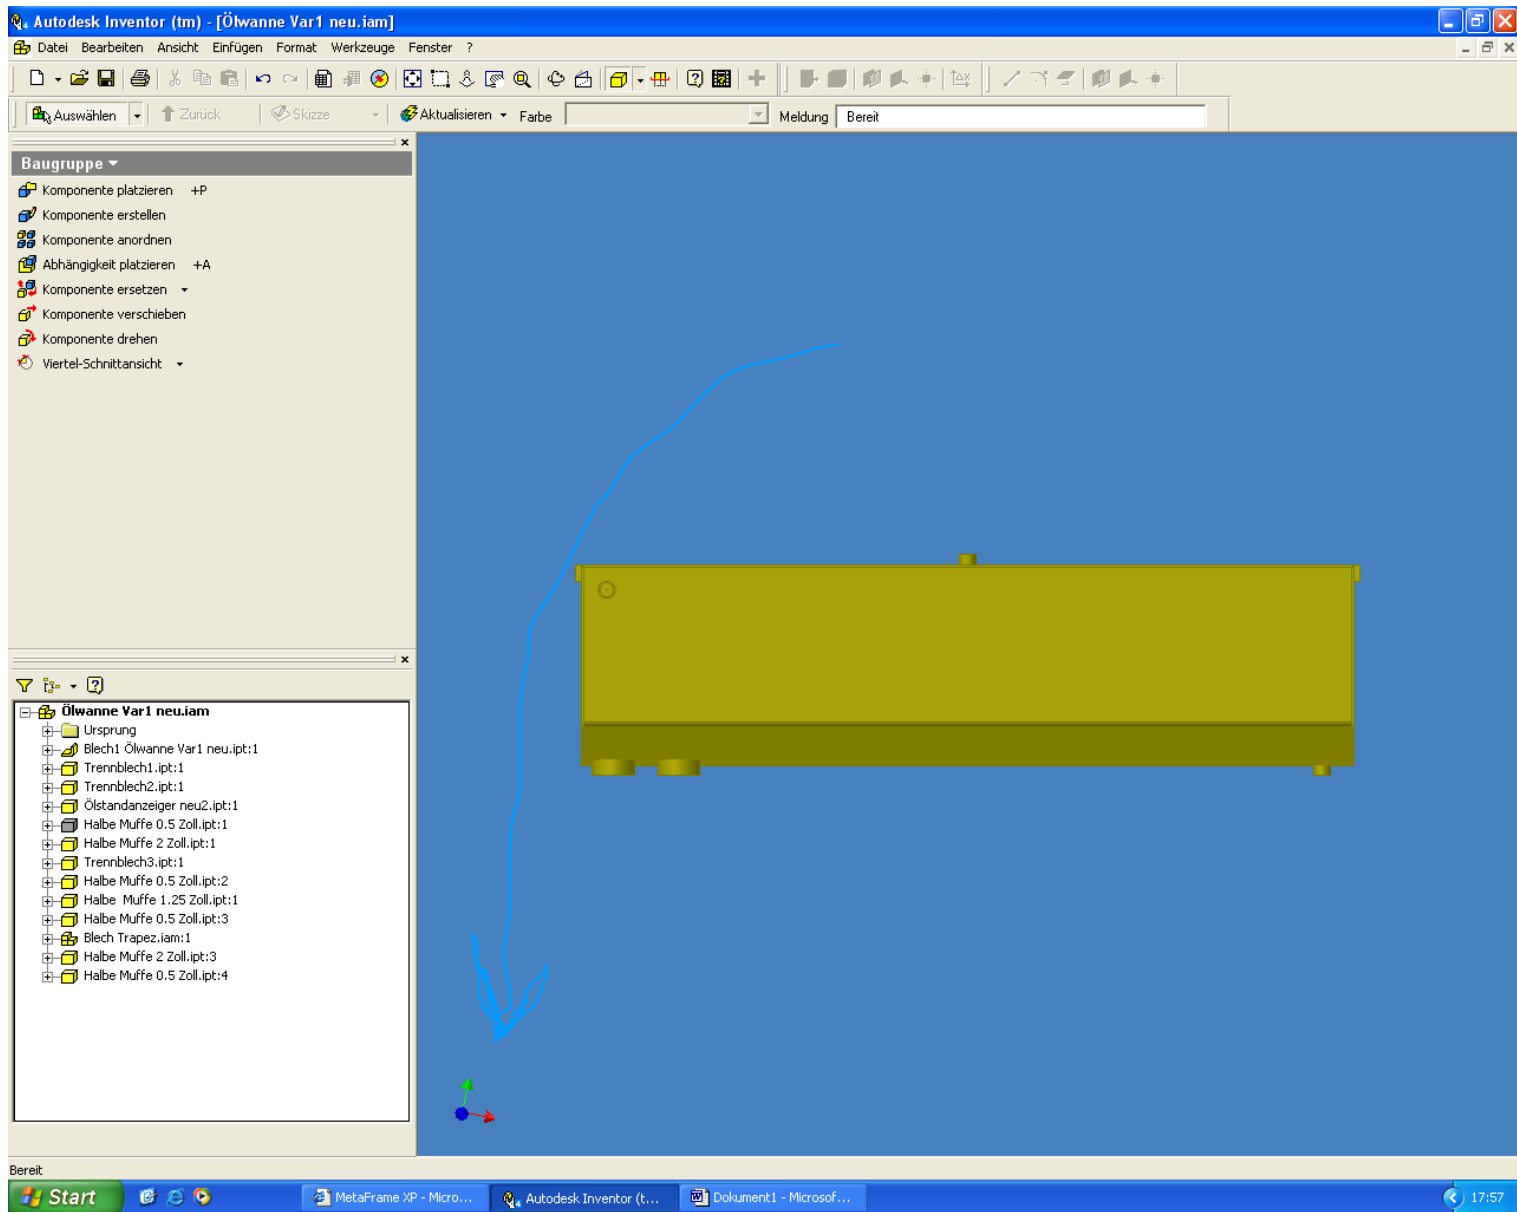 Autodesk Inventor (tm) - [Ölwanne Var1 neu.iam]
Datei Bearbeiten Ansicht Einfügen Format Werkzeuge Fenster ?
Auswählen Zurück Skizze Aktualisieren Farbe Meldung Bereit
Baugruppe
Komponente platzieren +P
Komponente erstellen
Komponente anordnen
Abhängigkeit platzieren +A
Komponente ersetzen
Komponente verschieben
Komponente drehen
Viertel-Schnittansicht
Ölwanne Var1 neu.iam
Ursprung
Blech1 Ölwanne Var1 neu.ipt:1
Trennblech1.ipt:1
Trennblech2.ipt:1
Ölstandanzeiger neu2.ipt:1
Halbe Muffe 0.5 Zoll.ipt:1
Halbe Muffe 2 Zoll.ipt:1
Trennblech3.ipt:1
Halbe Muffe 0.5 Zoll.ipt:2
Halbe Muffe 1.25 Zoll.ipt:1
Halbe Muffe 0.5 Zoll.ipt:3
Blech Trapez.iam:1
Halbe Muffe 2 Zoll.ipt:3
Halbe Muffe 0.5 Zoll.ipt:4
Bereit
Start MetaFrame XP - Micro... Autodesk Inventor (t... Dokument1 - Microsof... 17:57